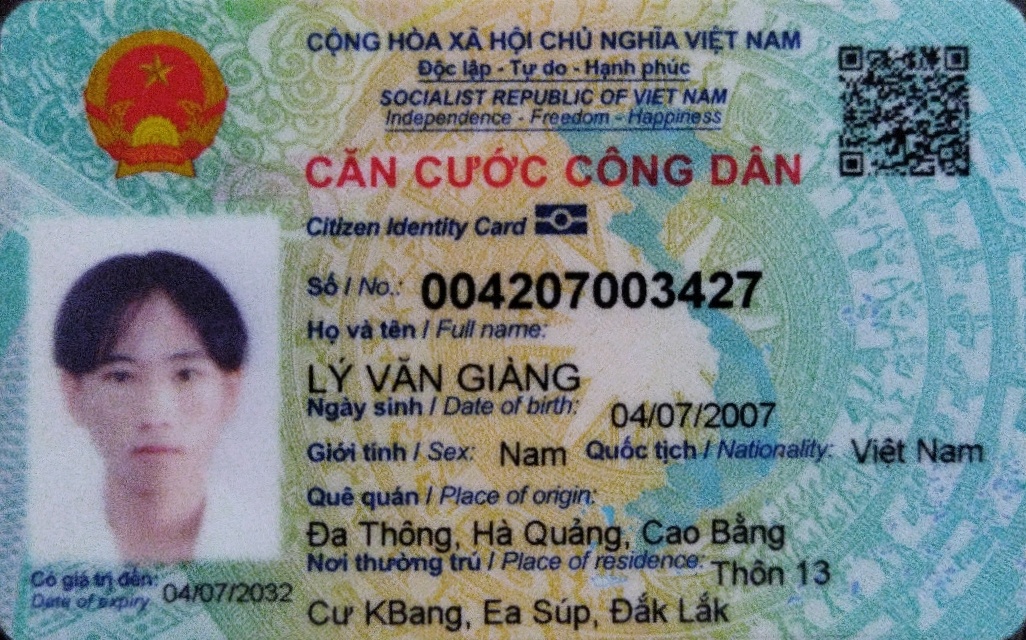 CỘNG HÒA XÃ HỘI CHỦ NGHĨA VIỆT NAM
Độc lập - Tự do - Hạnh phúc
SOCIALIST REPUBLIC OF VIET NAM
Independence - Freedom - Happiness
CĂN CƯỚC CÔNG DÂN
Citizen Identity Card
Số / No.: 004207003427
Họ và tên / Full name:
LÝ VĂN GIÀNG
Ngày sinh / Date of birth: 04/07/2007
Giới tính / Sex: Nam Quốc tịch / Nationality: Việt Nam
Quê quán / Place of origin:
Đa Thông, Hà Quảng, Cao Bằng
Nơi thường trú / Place of residence: Thôn 13
Cư KBang, Ea Súp, Đắk Lắk
Có giá trị đến: 04/07/2032
Date of expiry